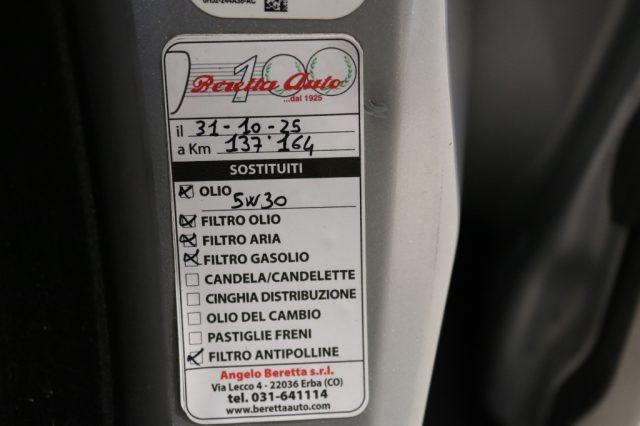 100
Beretta Auto
...dal 1925
il 31-10-25
a Km 137'164
SOSTITUITI
OLIO
5W30
FILTRO OLIO
FILTRO ARIA
FILTRO GASOLIO
CANDELA/CANDELETTE
CINGHIA DISTRIBUZIONE
OLIO DEL CAMBIO
PASTIGLIE FRENI
FILTRO ANTIPOLLINE
Angelo Beretta s.r.l.
Via Lecco 4 - 22036 Erba (CO)
tel. 031-641114
www.berettaauto.com